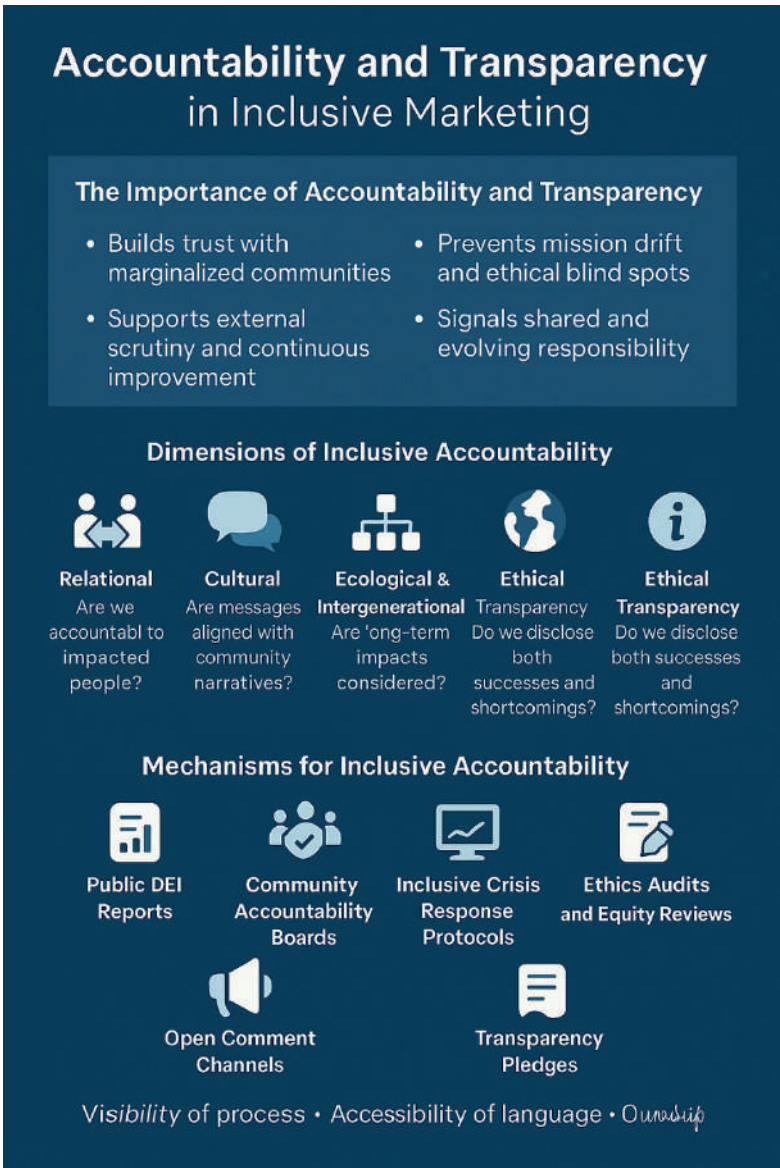 Accountability and Transparency
in Inclusive Marketing
The Importance of Accountability and Transparency
• Builds trust with
marginalized communities
• Supports external
scrutiny and continuous
improvement
• Prevents mission drift
and ethical blind spots
• Signals shared and
evolving responsibility
Dimensions of Inclusive Accountability
Relational
Are we
accountabl to
impacted
people?
Cultural
Are messages
aligned with
community
narratives?
Ecological &
Intergenerational
Are 'ong-term
impacts
considered?
Ethical
Transparency
Do we disclose
both
successes and
shortcomings?
Ethical
Transparency
Do we disclose
both successes
and
shortcomings?
Mechanisms for Inclusive Accountability
Public DEI
Reports
Community
Accountability
Boards
Inclusive Crisis
Response
Protocols
Ethics Audits
and Equity Reviews
Open Comment
Channels
Transparency
Pledges
Visibility of process • Accessibility of language •